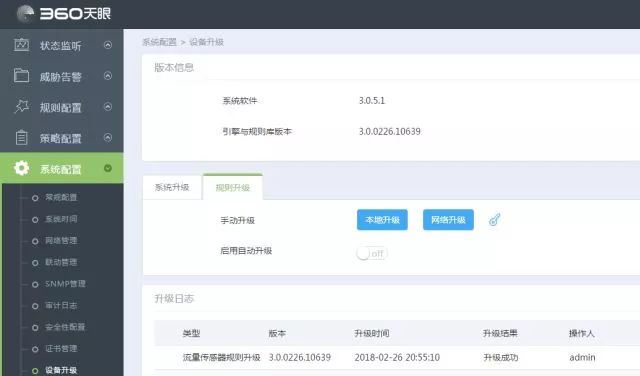 360天眼
状态监听
威胁告警
规则配置
策略配置
系统配置
常规配置
系统时间
网络管理
联动管理
SNMP管理
审计日志
安全性配置
证书管理
设备升级
系统配置 > 设备升级
版本信息
系统软件 3.0.5.1
引擎与规则库版本 3.0.0226.10639
系统升级 规则升级
手动升级 本地升级 网络升级
启用自动升级 off
升级日志
类型 版本 升级时间 升级结果 操作人
流量传感器规则升级 3.0.0226.10639 2018-02-26 20:55:10 升级成功 admin